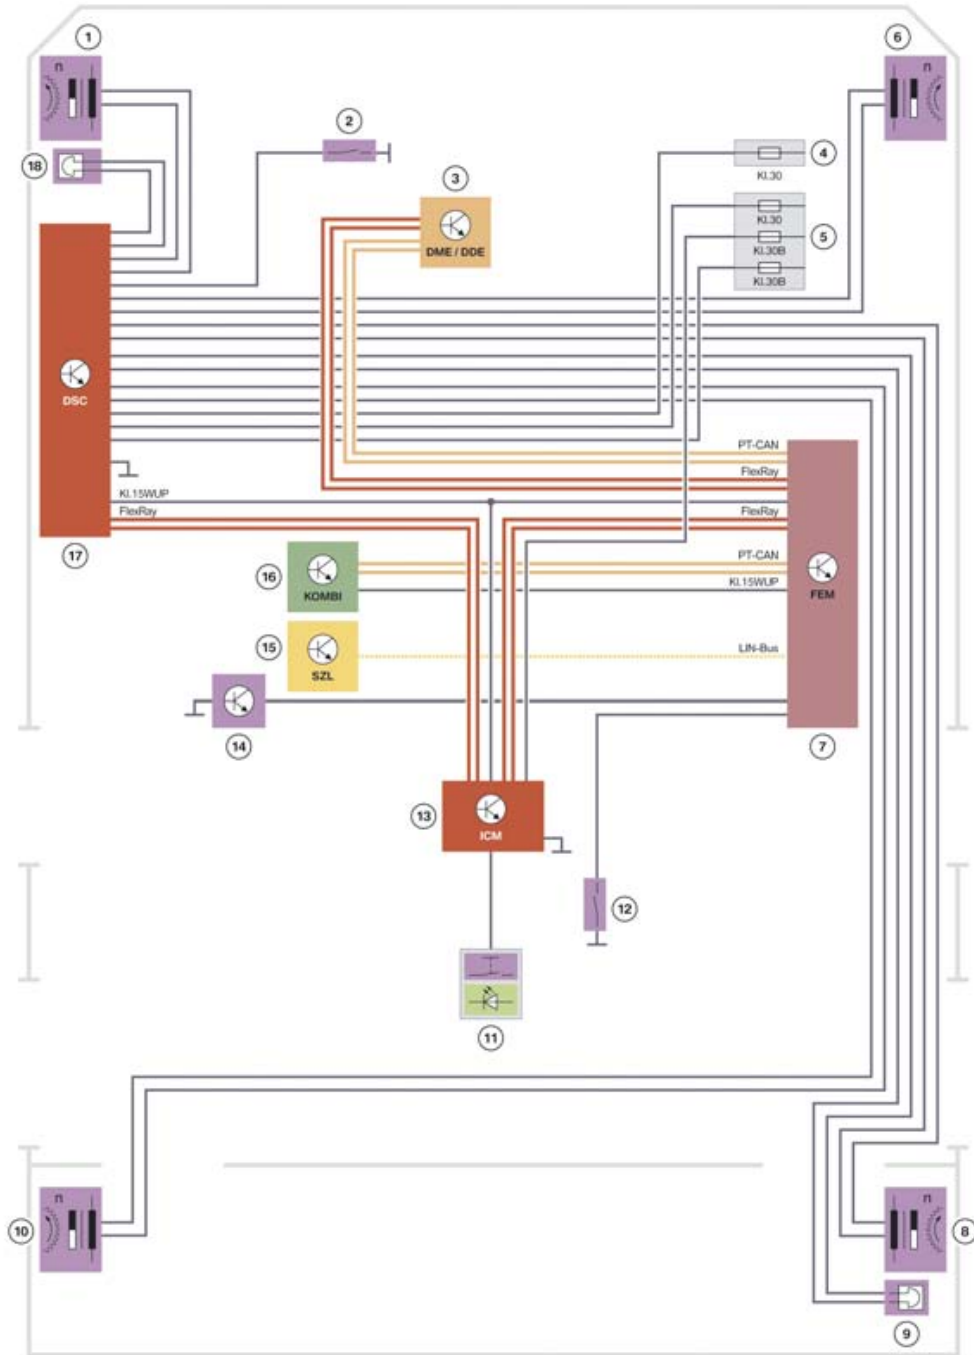 1
6
n
n
2
4
18
Kl.30
3
Kl.30
5
Kl.30B
DME / DDE
Kl.30B
DSC
PT-CAN
FlexRay
Kl.15WUP
FlexRay
FlexRay
17
PT-CAN
16
KOMBI
Kl.15WUP
FEM
15
LIN-Bus
SZL
14
7
13
ICM
12
11
n
n
10
8
9